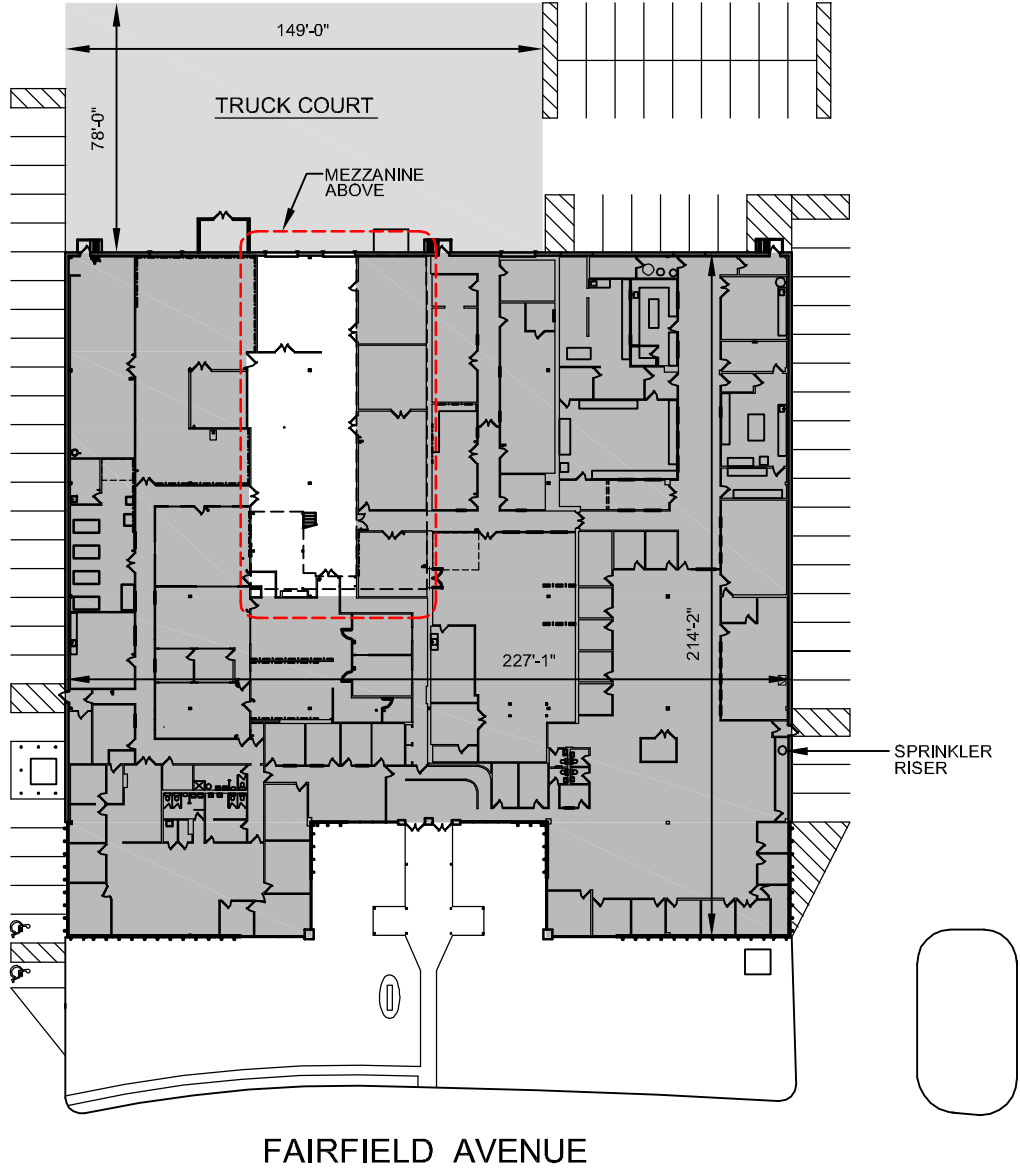 149'-0"
78'-0"
TRUCK COURT
MEZZANINE
ABOVE
227'-1"
214'-2"
SPRINKLER
RISER
FAIRFIELD AVENUE